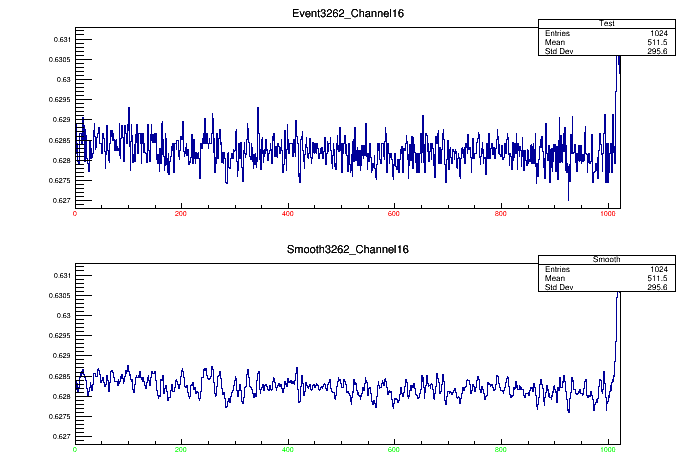 Event3262_Channel16
Test
Entries 1024
Mean 511.5
Std Dev 295.6
0.631
0.6305
0.63
0.6295
0.629
0.6285
0.628
0.6275
0.627
0 200 400 600 800 1000
Smooth3262_Channel16
Smooth
Entries 1024
Mean 511.5
Std Dev 295.6
0.631
0.6305
0.63
0.6295
0.629
0.6285
0.628
0.6275
0.627
0 200 400 600 800 1000